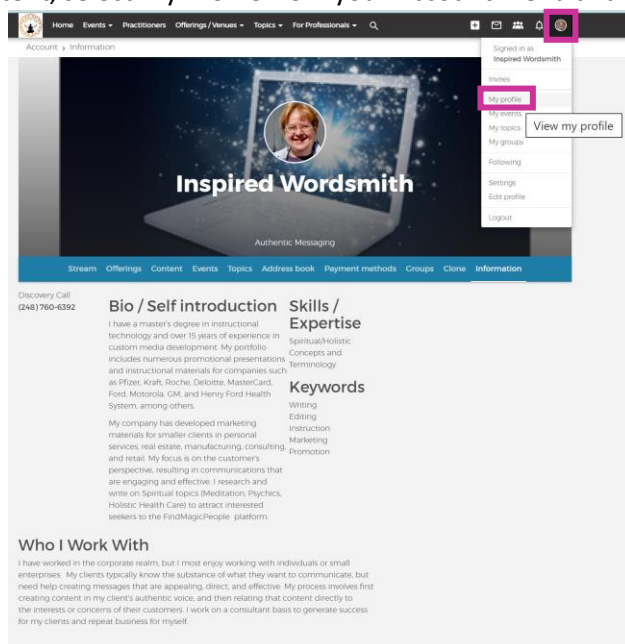 Home Events Practitioners Offerings / Venues Topics For Professionals
Account › Information
Signed in as
Inspired Wordsmith
Invites
My profile
My events
My topics
My groups
View my profile
Following
Settings
Edit profile
Logout
Inspired Wordsmith
Authentic Messaging
Stream Offerings Content Events Topics Address book Payment methods Groups Clone Information
Discovery Call
(248) 760-6392
Bio / Self introduction
I have a master's degree in instructional
technology and over 15 years of experience in
custom media development. My portfolio
includes numerous promotional presentations
and instructional materials for companies such
as Pfizer, Kraft, Roche, Deloitte, MasterCard,
Ford, Motorola, GM, and Henry Ford Health
System, among others.
My company has developed marketing
materials for smaller clients in personal
services, real estate, manufacturing, consulting,
and retail. My focus is on the customer's
perspective, resulting in communications that
are engaging and effective. I research and
write on Spiritual topics (Meditation, Psychics,
Holistic Health Care) to attract interested
seekers to the FindMagicPeople platform.
Skills /
Expertise
Spiritual/Holistic
Concepts and
Terminology
Keywords
Writing
Editing
Instruction
Marketing
Promotion
Who I Work With
I have worked in the corporate realm, but I most enjoy working with individuals or small
enterprises. My clients typically know the substance of what they want to communicate, but
need help creating messages that are appealing, direct, and effective. My process involves first
creating content in my client's authentic voice, and then relating that content directly to
the interests or concerns of their customers. I work on a consultant basis to generate success
for my clients and repeat business for myself.